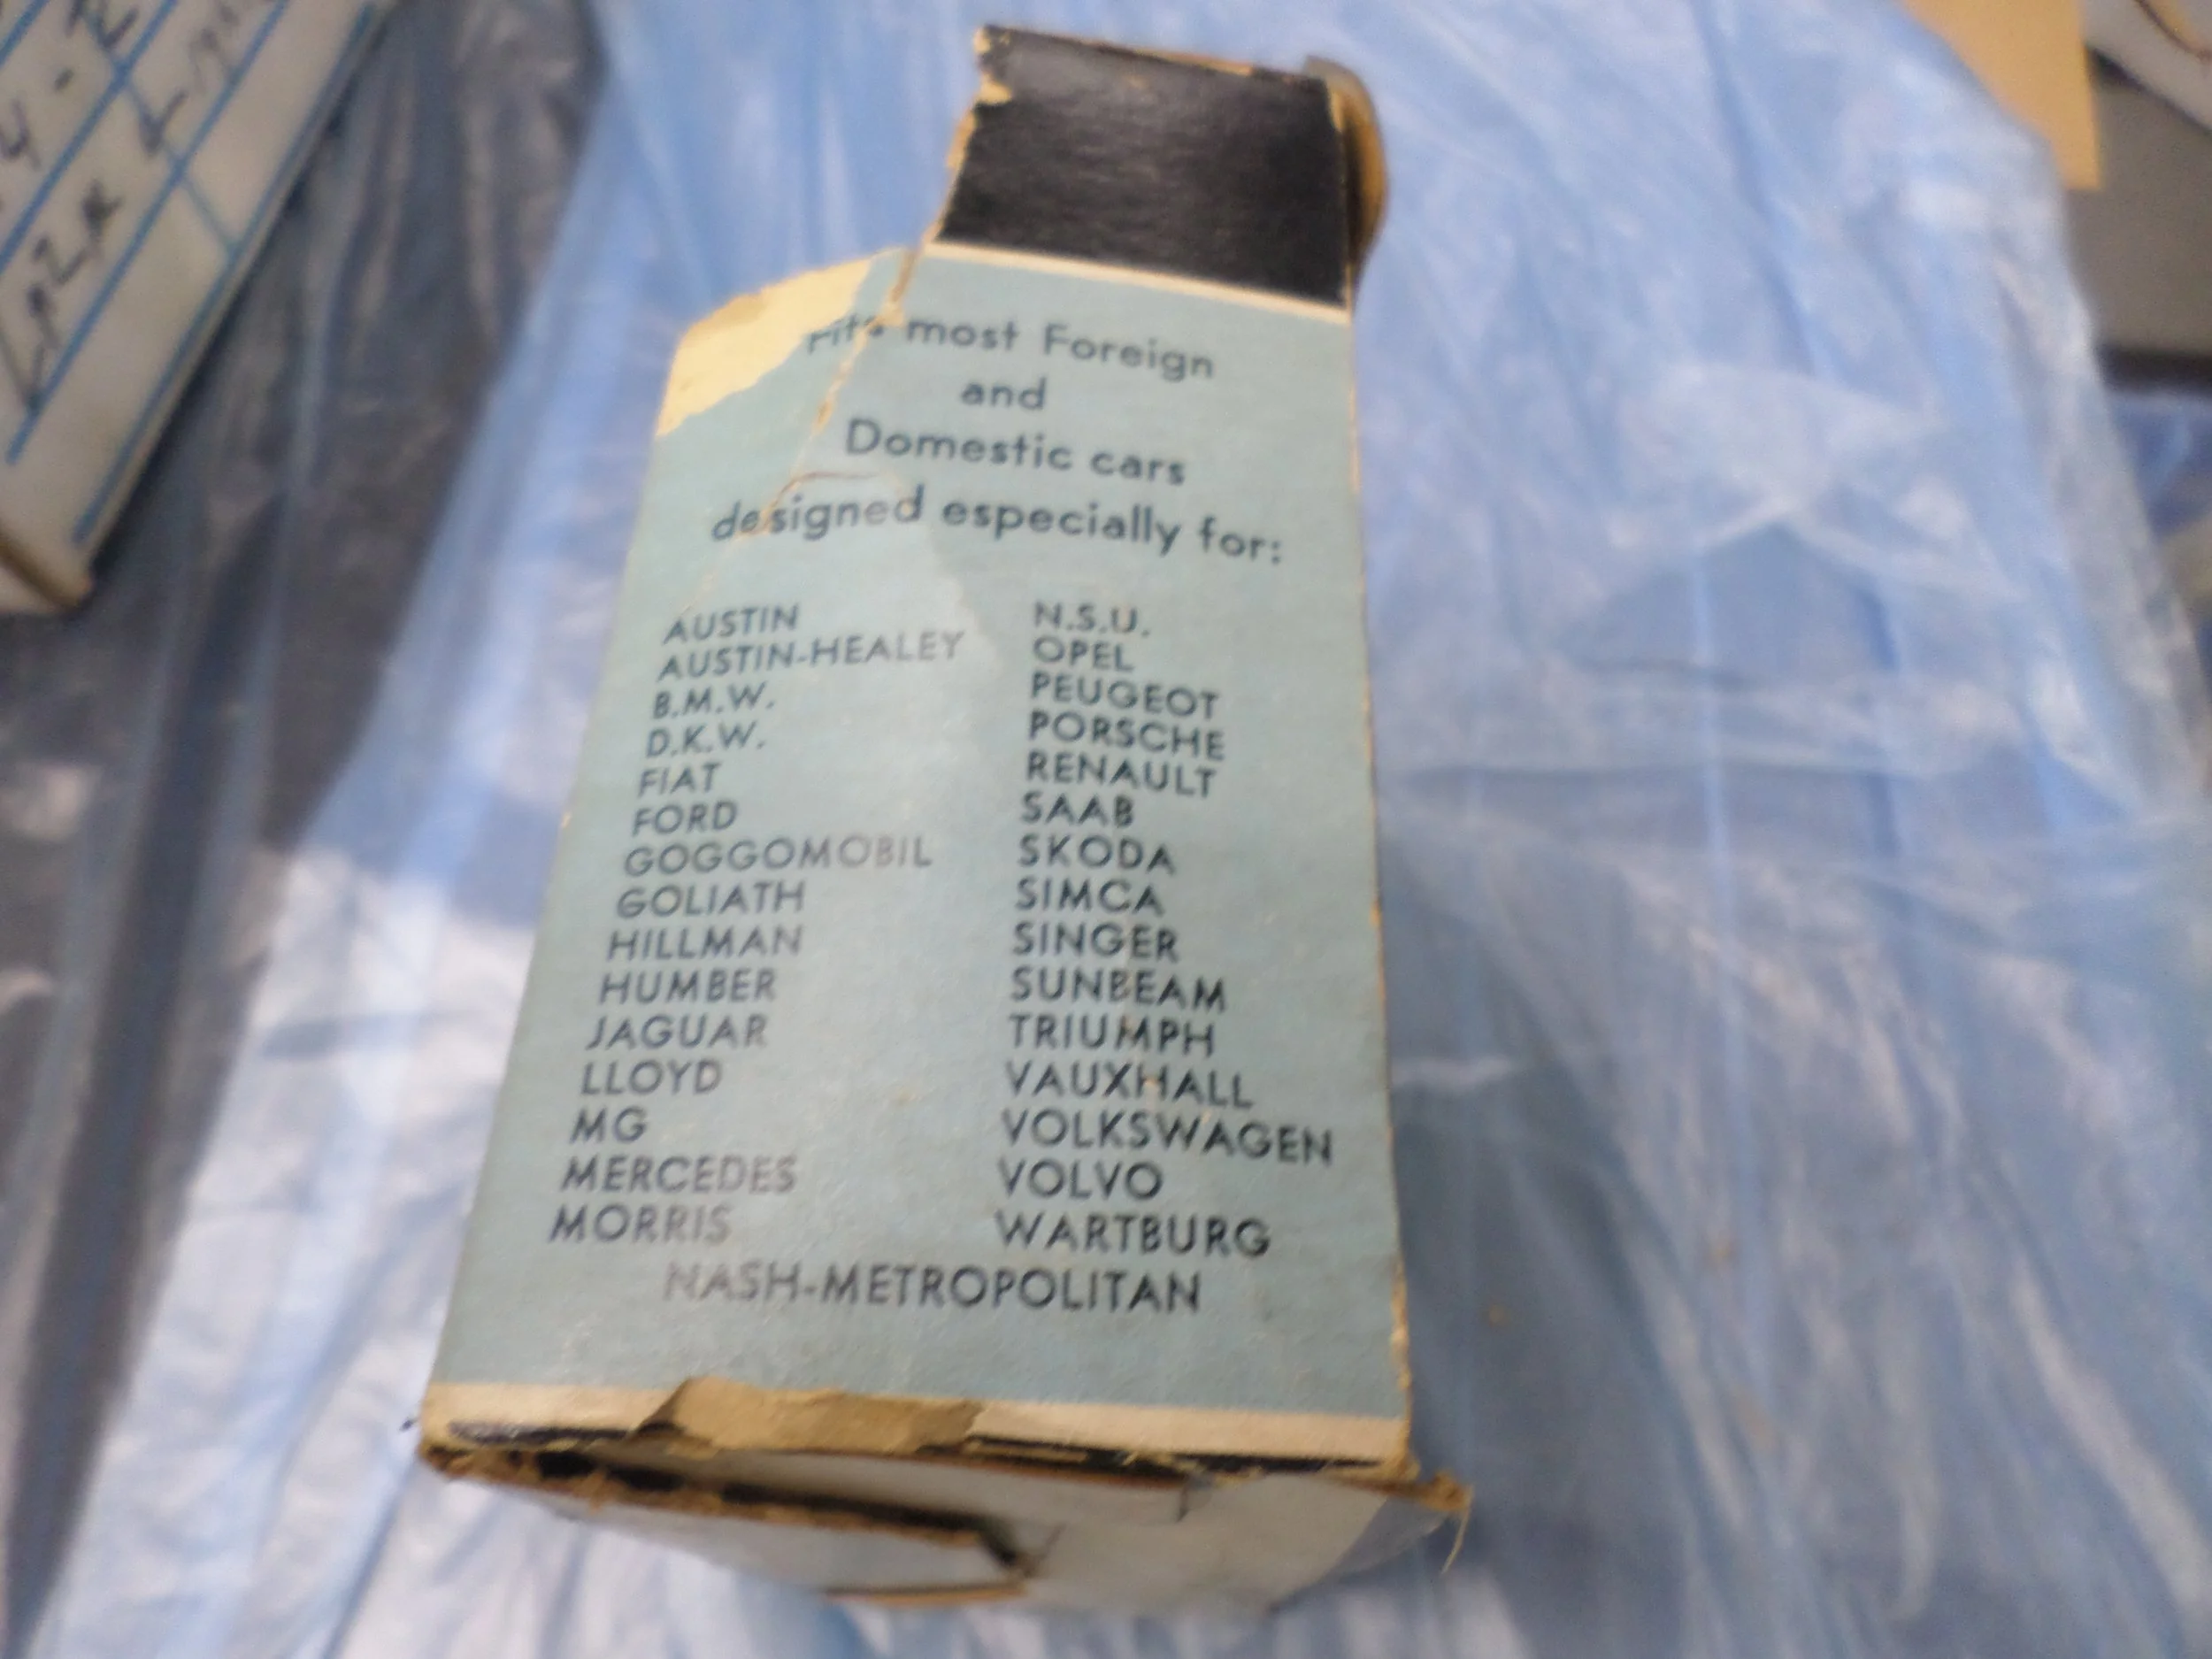 Fits most Foreign
and
Domestic cars
designed especially for:
AUSTIN
AUSTIN-HEALEY
B.M.W.
D.K.W.
FIAT
FORD
GOGGOMOBIL
GOLIATH
HILLMAN
HUMBER
JAGUAR
LLOYD
MG
MERCEDES
MORRIS
N.S.U.
OPEL
PEUGEOT
PORSCHE
RENAULT
SAAB
SKODA
SIMCA
SINGER
SUNBEAM
TRIUMPH
VAUXHALL
VOLKSWAGEN
VOLVO
WARTBURG
NASH-METROPOLITAN